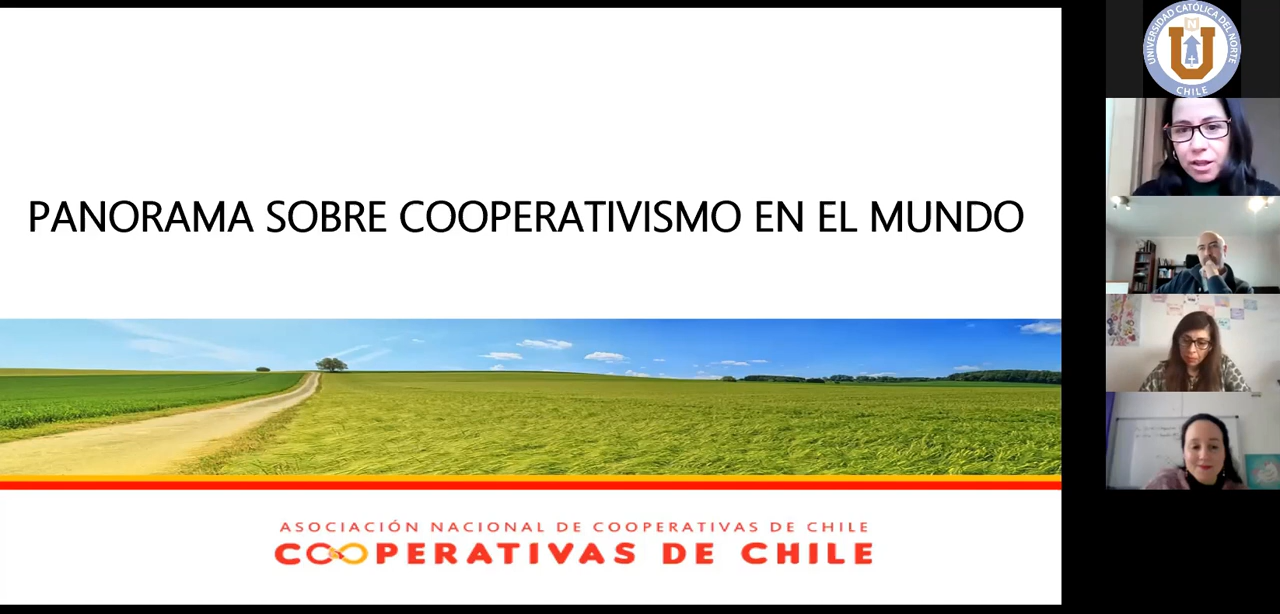 PANORAMA SOBRE COOPERATIVISMO EN EL MUNDO
ASOCIACIÓN NACIONAL DE COOPERATIVAS DE CHILE
COOPERATIVAS DE CHILE
UNIVERSIDAD CATÓLICA DEL NORTE
N
U
CHILE